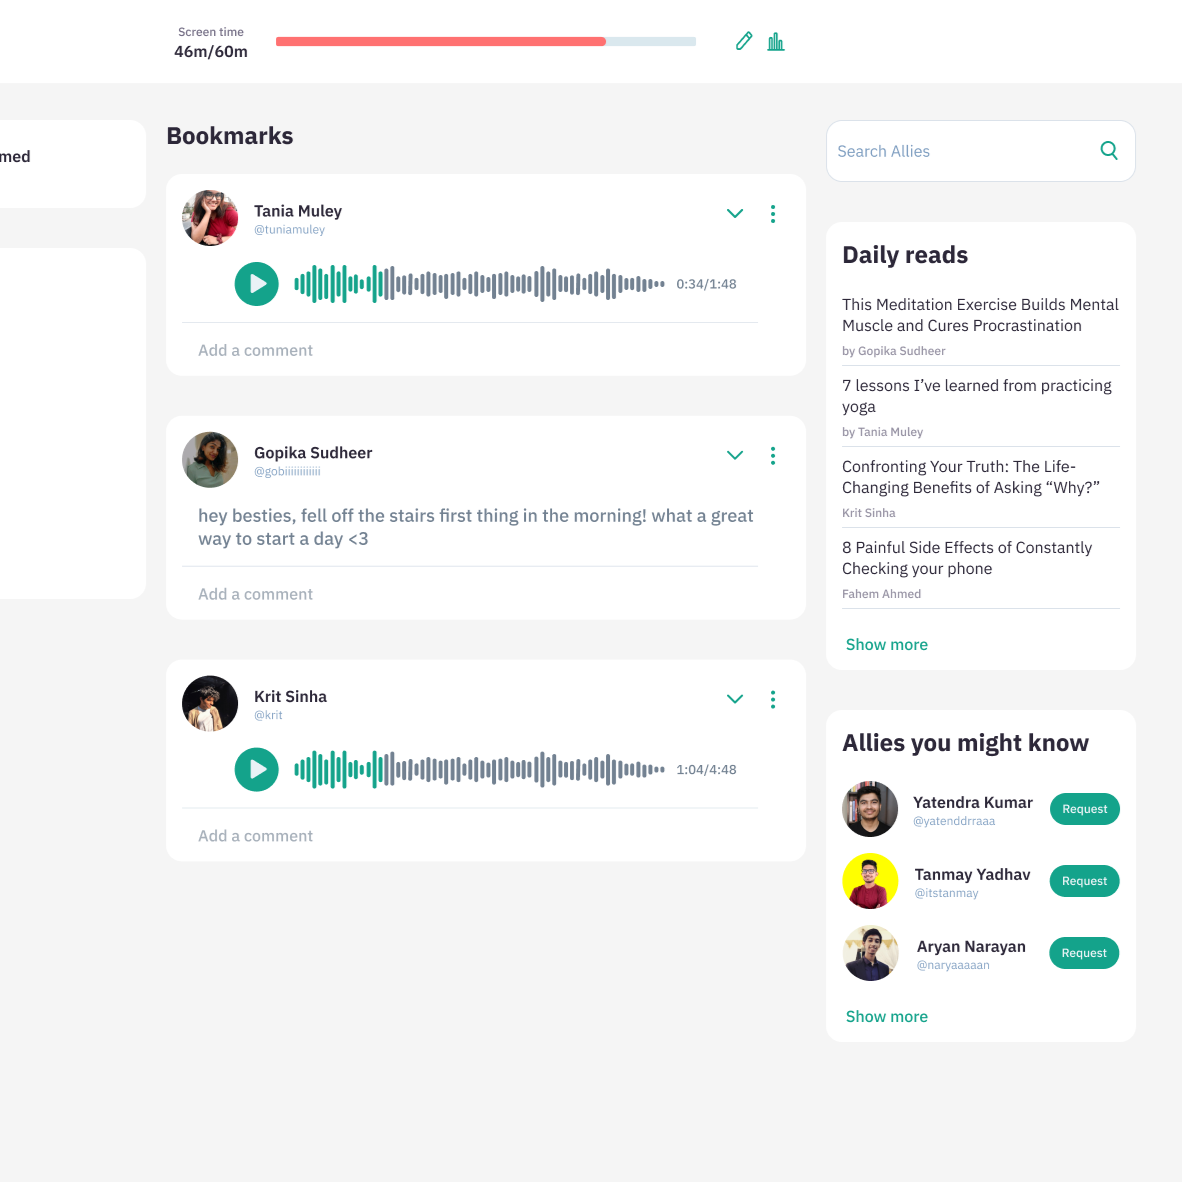 Screen time
46m/60m
med
Bookmarks
Tania Muley
@tuniamuley
0:34/1:48
Add a comment
Gopika Sudheer
@gobiiiiiiiiiiii
hey besties, fell off the stairs first thing in the morning! what a great
way to start a day <3
Add a comment
Krit Sinha
@krit
1:04/4:48
Add a comment
Search Allies
Daily reads
This Meditation Exercise Builds Mental
Muscle and Cures Procrastination
by Gopika Sudheer
7 lessons I’ve learned from practicing
yoga
by Tania Muley
Confronting Your Truth: The Life-
Changing Benefits of Asking “Why?”
Krit Sinha
8 Painful Side Effects of Constantly
Checking your phone
Fahem Ahmed
Show more
Allies you might know
Yatendra Kumar
@yatenddrraaa
Request
Tanmay Yadhav
@itstanmay
Request
Aryan Narayan
@naryaaaaan
Request
Show more